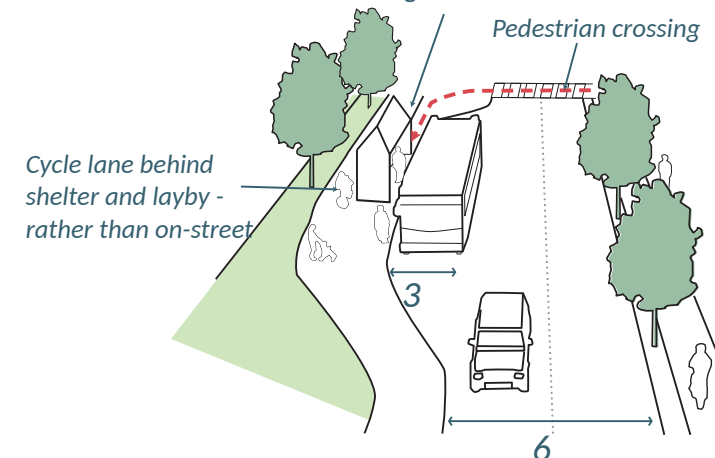 Pedestrian crossing
Cycle lane behind
shelter and layby -
rather than on-street
3
6